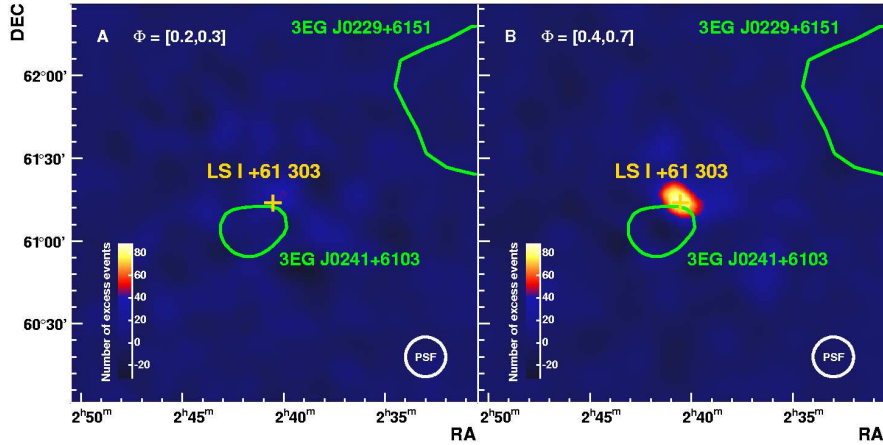 DEC
A Φ = [0.2,0.3]
3EG J0229+6151
LS I +61 303
3EG J0241+6103
Number of excess events
80
60
40
20
0
-20
PSF
62°00'
61°30'
61°00'
60°30'
2ʰ50ᵐ
2ʰ45ᵐ
2ʰ40ᵐ
2ʰ35ᵐ
RA
B Φ = [0.4,0.7]
3EG J0229+6151
LS I +61 303
3EG J0241+6103
Number of excess events
80
60
40
20
0
-20
PSF
2ʰ50ᵐ
2ʰ45ᵐ
2ʰ40ᵐ
2ʰ35ᵐ
RA